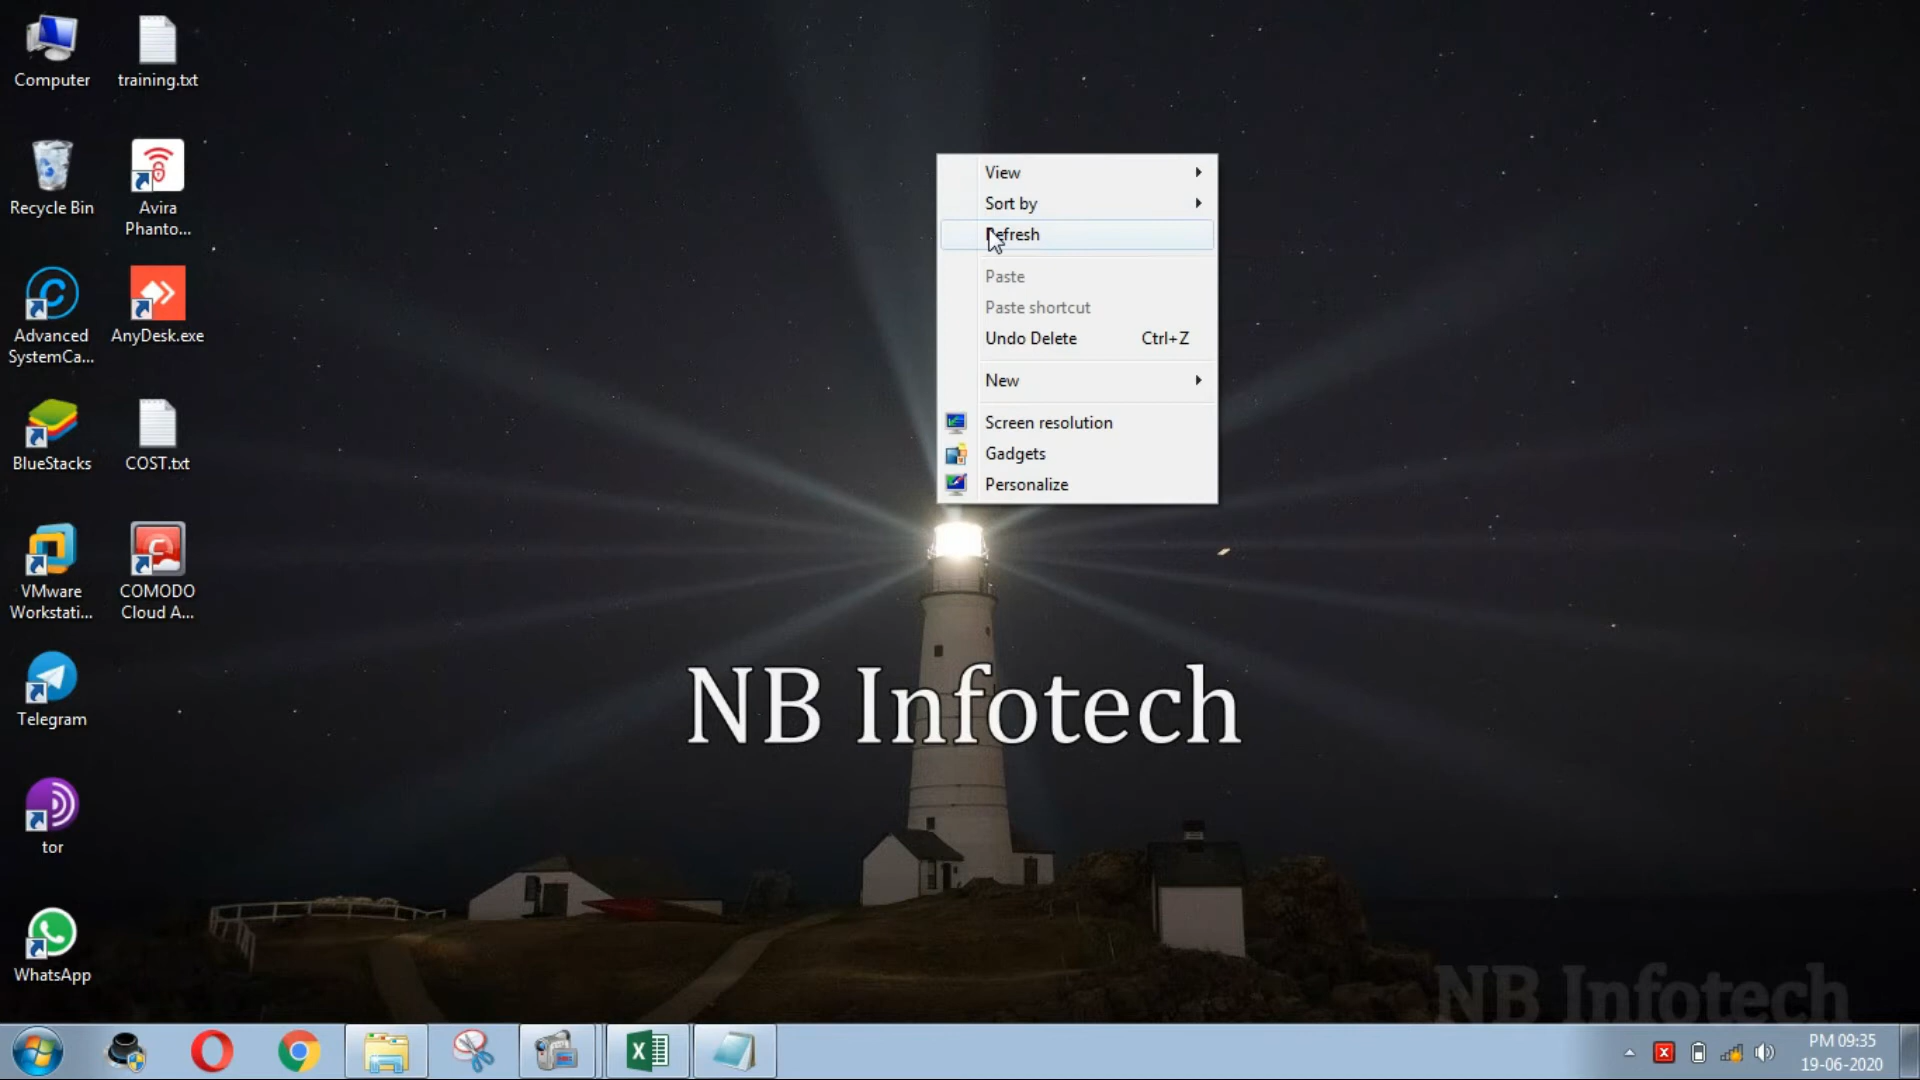 Computer
training.txt
Recycle Bin
Avira
Phanto...
Advanced
SystemCa...
AnyDesk.exe
BlueStacks
COST.txt
VMware
Workstati...
COMODO
Cloud A...
Telegram
tor
WhatsApp
View
Sort by
Refresh
Paste
Paste shortcut
Undo Delete Ctrl+Z
New
Screen resolution
Gadgets
Personalize
NB Infotech
NB Infotech
PM 09:35
19-06-2020